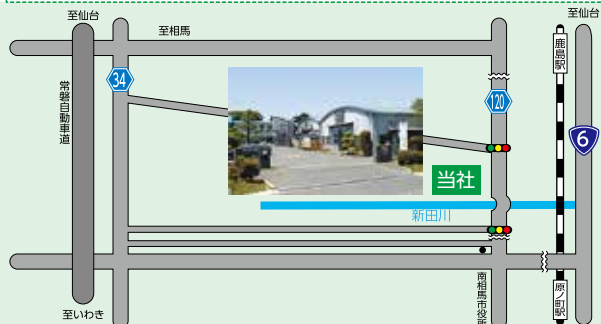 至仙台
至仙台
至相馬
鹿島駅
34
120
常磐自動車道
6
当社
新田川
南相馬市役所
原ノ町駅
至いわき